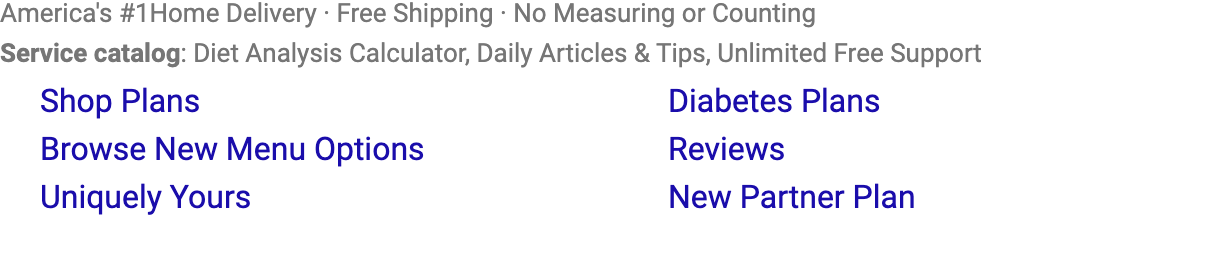 America's #1Home Delivery · Free Shipping · No Measuring or Counting
Service catalog: Diet Analysis Calculator, Daily Articles & Tips, Unlimited Free Support
Shop Plans
Diabetes Plans
Browse New Menu Options
Reviews
Uniquely Yours
New Partner Plan